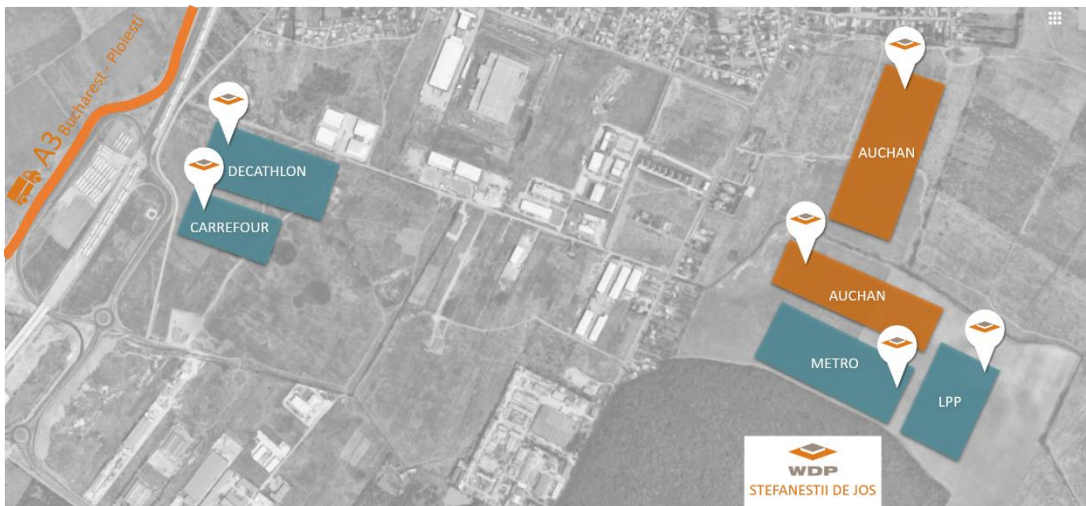 A3 Bucharest - Ploiesti
DECATHLON
CARREFOUR
AUCHAN
AUCHAN
METRO
LPP
WDP
STEFANESTII DE JOS